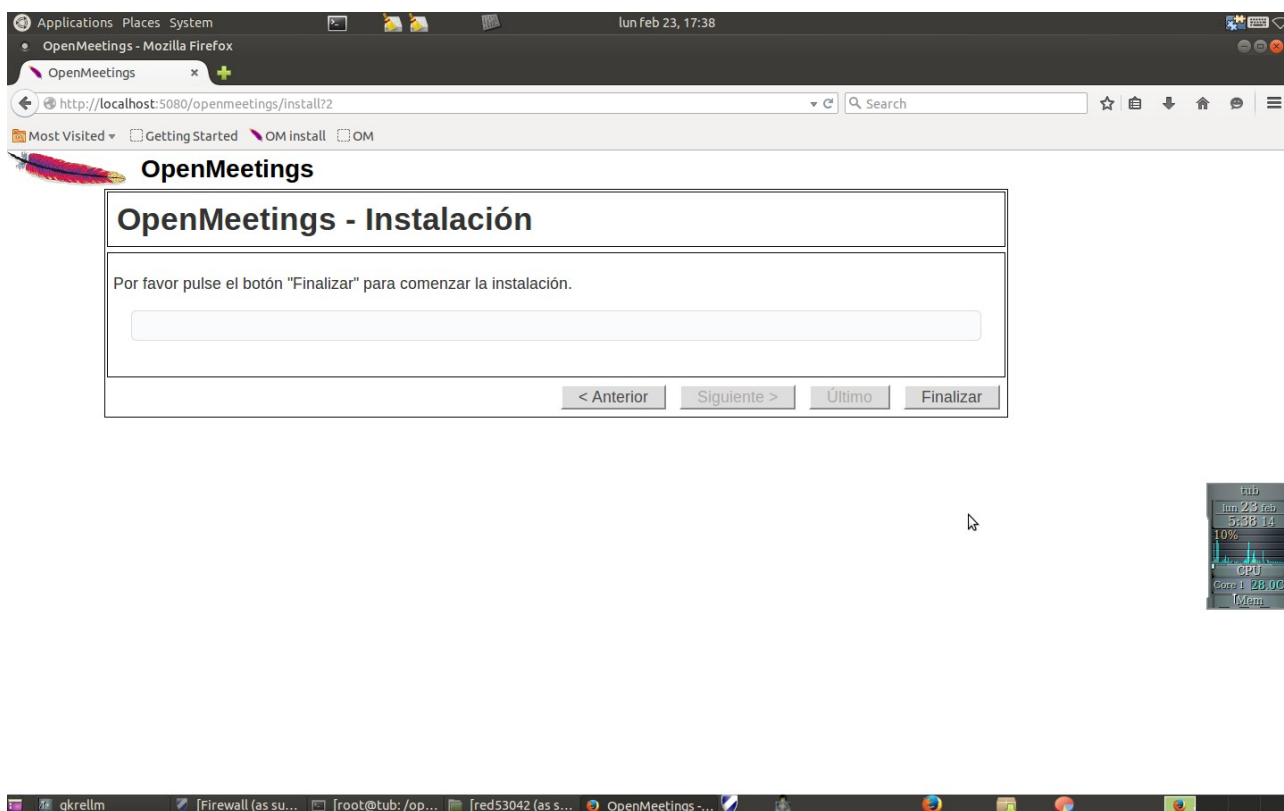 Applications Places System lun feb 23, 17:38
OpenMeetings - Mozilla Firefox
OpenMeetings
http://localhost:5080/openmeetings/install?2 Search
Most Visited Getting Started OM install OM
OpenMeetings
OpenMeetings - Instalación
Por favor pulse el botón "Finalizar" para comenzar la instalación.
< Anterior Siguiente > Último Finalizar
tub
lun 23 feb
5:38 14
10%
CPU
Core 1 28.0C
Mem
gkrellm [Firewall (as su... [root@tub: /op... [red53042 (as s... OpenMeetings -...